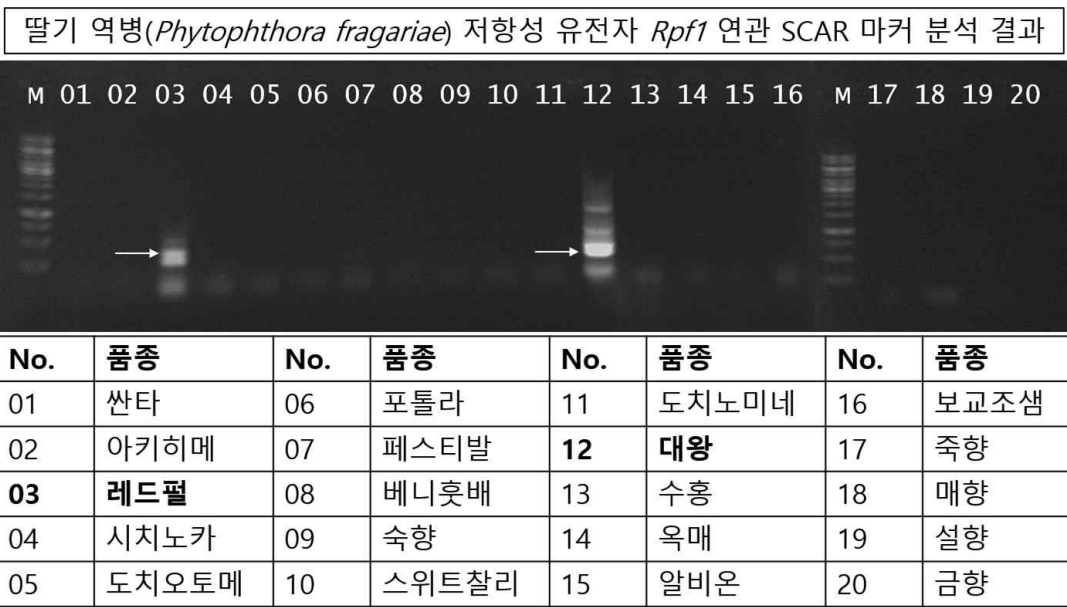 딸기 역병(Phytophthora fragariae) 저항성 유전자 Rpf1 연관 SCAR 마커 분석 결과
M 01 02 03 04 05 06 07 08 09 10 11 12 13 14 15 16 M 17 18 19 20
No. 품종 No. 품종 No. 품종 No. 품종
01 싼타 06 포톨라 11 도치노미네 16 보교조샘
02 아키히메 07 페스티발 12 대왕 17 죽향
03 레드펄 08 베니훗배 13 수홍 18 매향
04 시치노카 09 숙향 14 옥매 19 설향
05 도치오토메 10 스위트찰리 15 알비온 20 금향